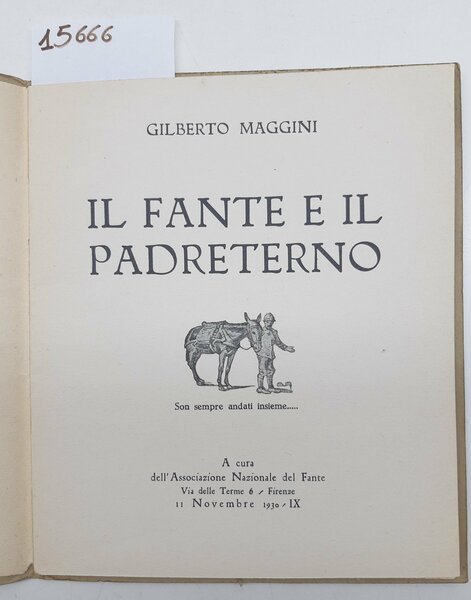 15666
GILBERTO MAGGINI
IL FANTE E IL
PADRETERNO
Son sempre andati insieme.....
A cura
dell'Associazione Nazionale del Fante
Via delle Terme 6 / Firenze
11 Novembre 1930 / IX